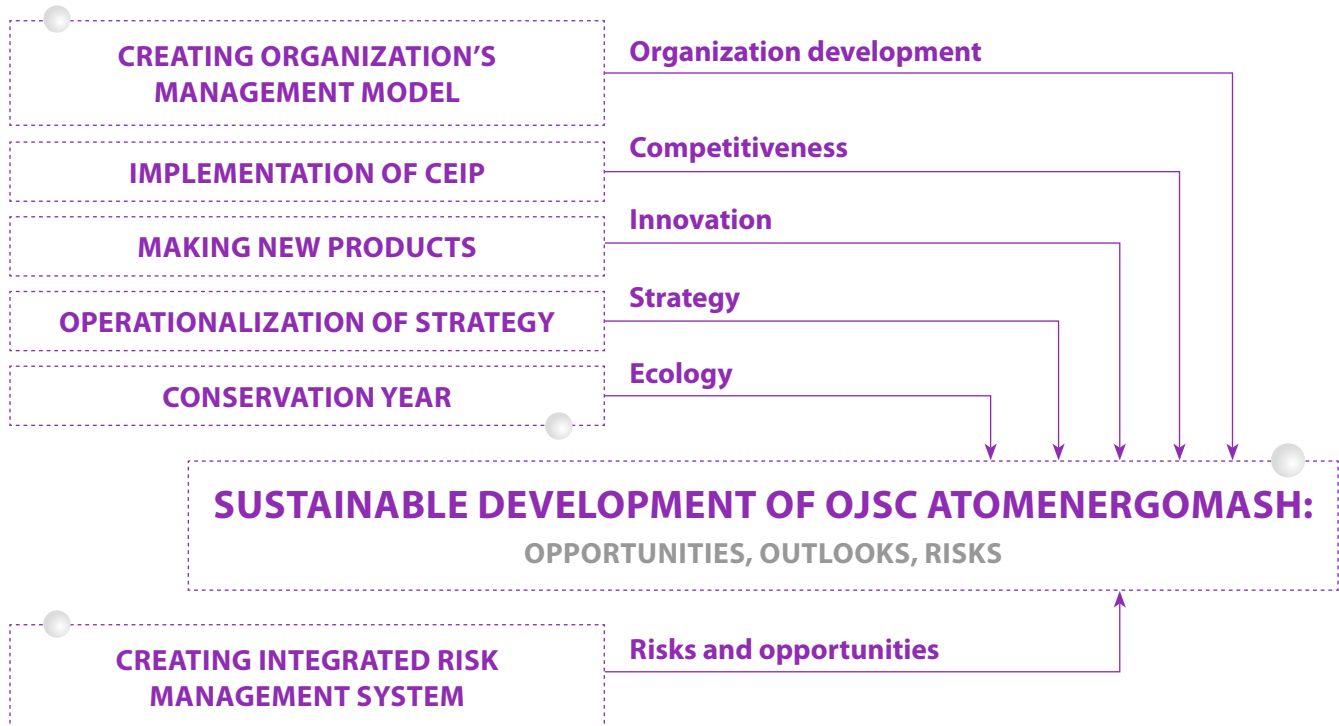 CREATING ORGANIZATION’S
MANAGEMENT MODEL
Organization development
IMPLEMENTATION OF CEIP
Competitiveness
MAKING NEW PRODUCTS
Innovation
OPERATIONALIZATION OF STRATEGY
Strategy
CONSERVATION YEAR
Ecology
SUSTAINABLE DEVELOPMENT OF OJSC ATOMENERGOMASH:
OPPORTUNITIES, OUTLOOKS, RISKS
CREATING INTEGRATED RISK
MANAGEMENT SYSTEM
Risks and opportunities